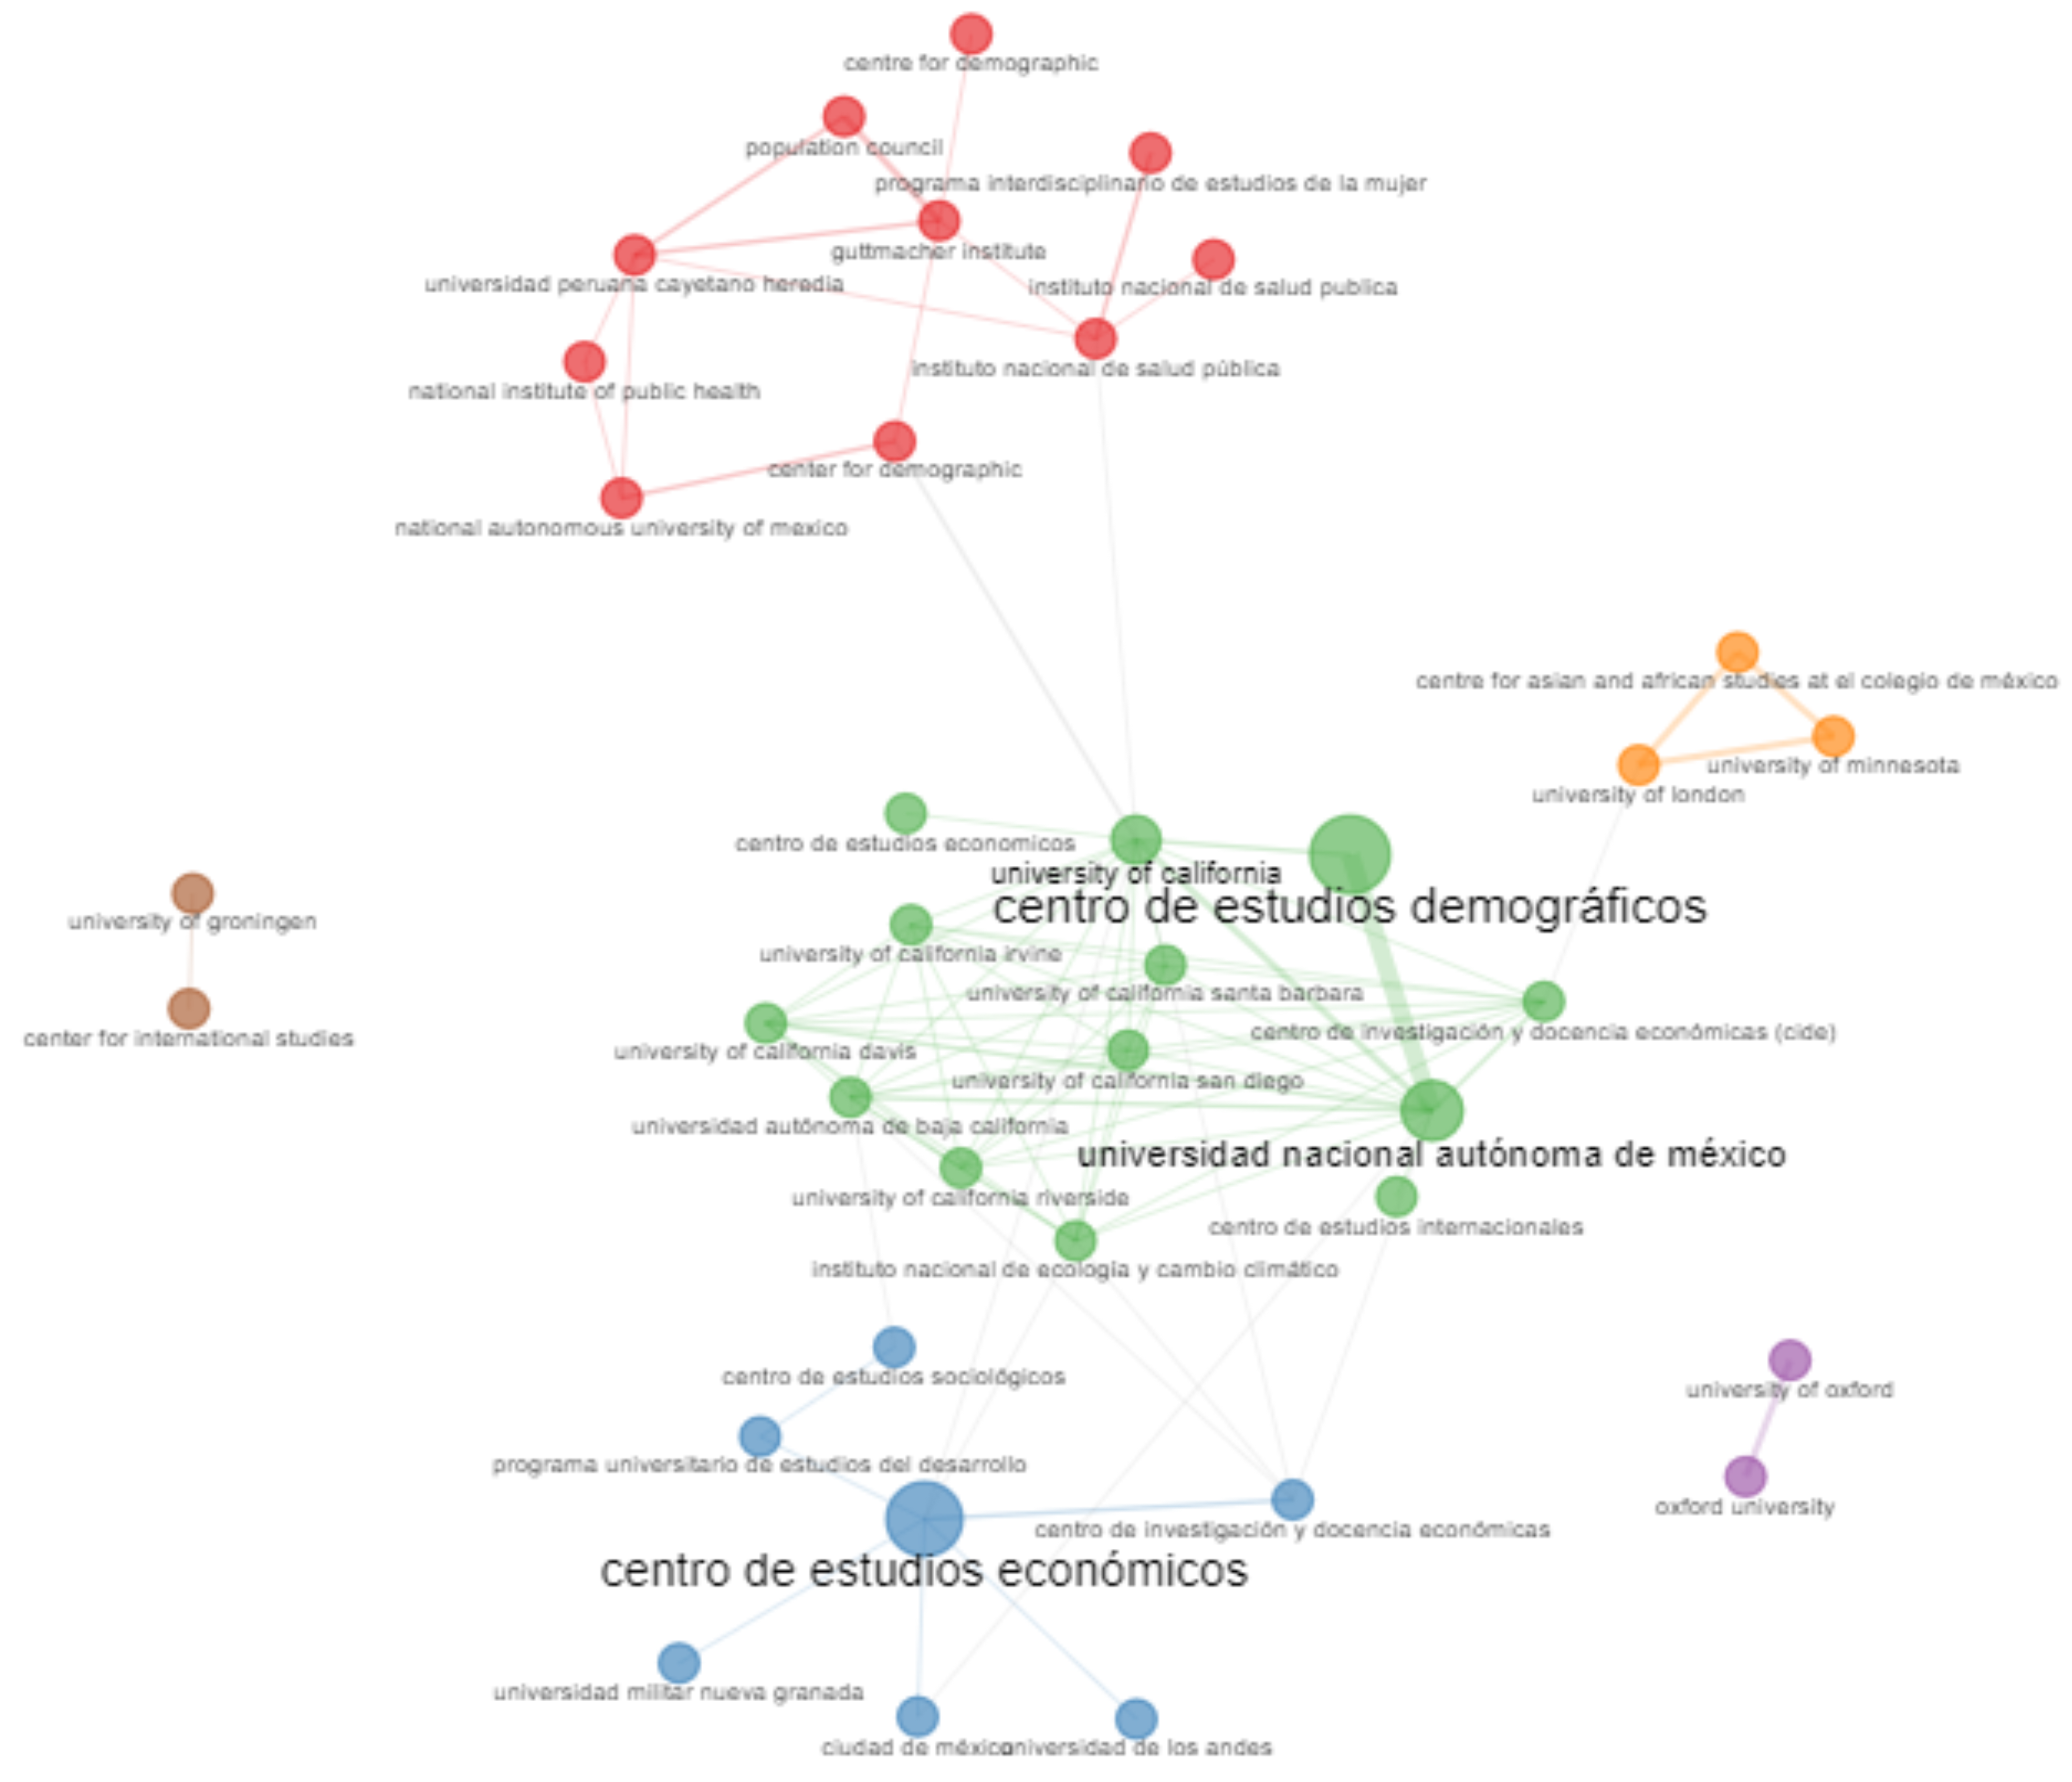 centre for demographic
population council
programa interdisciplinario de estudios de la mujer
guttmacher institute
universidad peruana cayetano heredia
instituto nacional de salud publica
instituto nacional de salud pública
national institute of public health
center for demographic
national autonomous university of mexico
centre for asian and african studies at el colegio de méxico
university of minnesota
university of london
centro de estudios economicos
university of california
centro de estudios demográficos
university of groningen
university of california irvine
university of california santa barbara
centro de investigación y docencia económicas (cide)
center for international studies
university of california davis
university of california san diego
universidad autónoma de baja california
universidad nacional autónoma de méxico
university of california riverside
centro de estudios internacionales
instituto nacional de ecología y cambio climático
centro de estudios sociológicos
university of oxford
programa universitario de estudios del desarrollo
oxford university
centro de investigación y docencia económicas
centro de estudios económicos
universidad militar nueva granada
ciudad de méxico
universidad de los andes